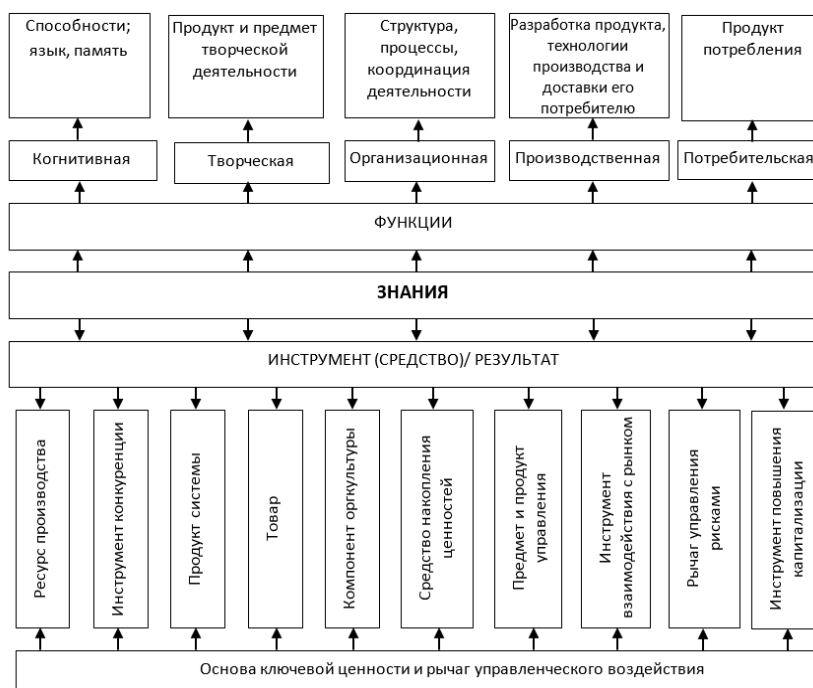 Способности;
язык, память
Продукт и предмет
творческой
деятельности
Структура,
процессы,
координация
деятельности
Разработка продукта,
технологии
производства и
доставки его
потребителю
Продукт
потребления
Когнитивная
Творческая
Организационная
Производственная
Потребительская
ФУНКЦИИ
ЗНАНИЯ
ИНСТРУМЕНТ (СРЕДСТВО)/ РЕЗУЛЬТАТ
Ресурс производства
Инструмент конкуренции
Продукт системы
Товар
Компонент оргкультуры
Средство накопления
ценностей
Предмет и продукт
управления
Инструмент
взаимодействия с рынком
Рычаг управления
рисками
Инструмент повышения
капитализации
Основа ключевой ценности и рычаг управленческого воздействия